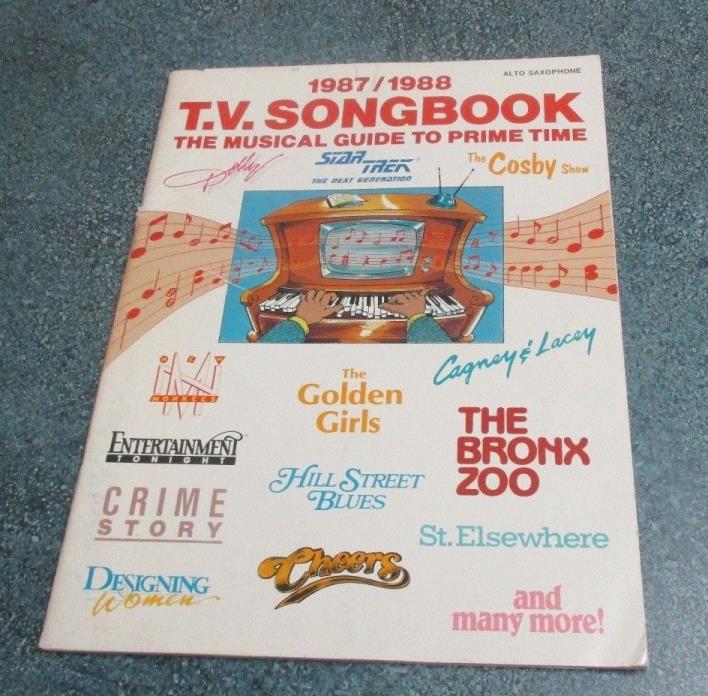 ALTO SAXOPHONE
1987/1988
T.V. SONGBOOK
THE MUSICAL GUIDE TO PRIME TIME
Dolly
STAR TREK
THE NEXT GENERATION
The Cosby Show
Cagney & Lacey
NEW
MONKEES
The
Golden
Girls
THE
BRONX
ZOO
ENTERTAINMENT
TONIGHT
HILL STREET
BLUES
CRIME
STORY
St. Elsewhere
Cheers
DESIGNING
Women
and
many more!